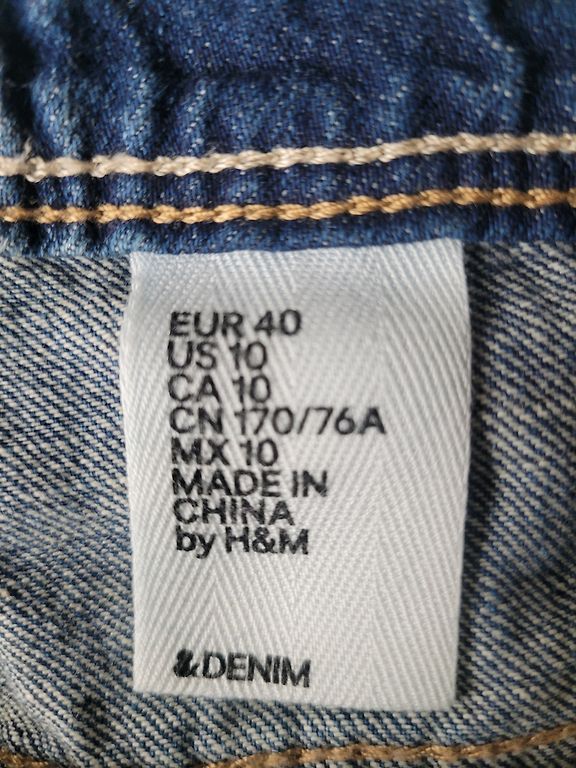 EUR 40
US 10
CA 10
CN 170/76A
MX 10
MADE IN
CHINA
by H&M
&DENIM